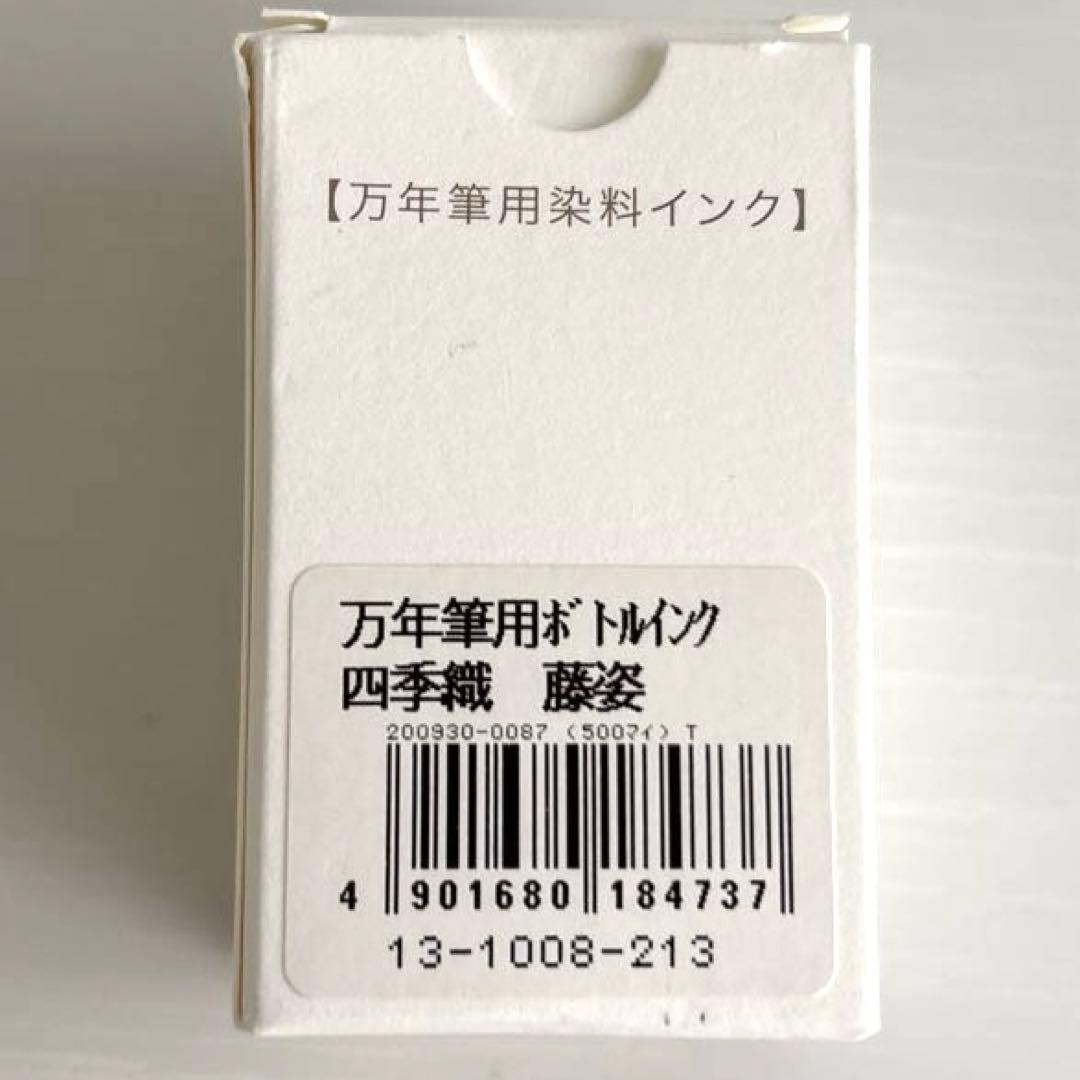 【万年筆用染料インク】
万年筆用ﾎﾞﾄﾙｲﾝｸ
四季織　藤姿
200930-0087 (500ﾏｲ) T
4 901680 184737
13-1008-213